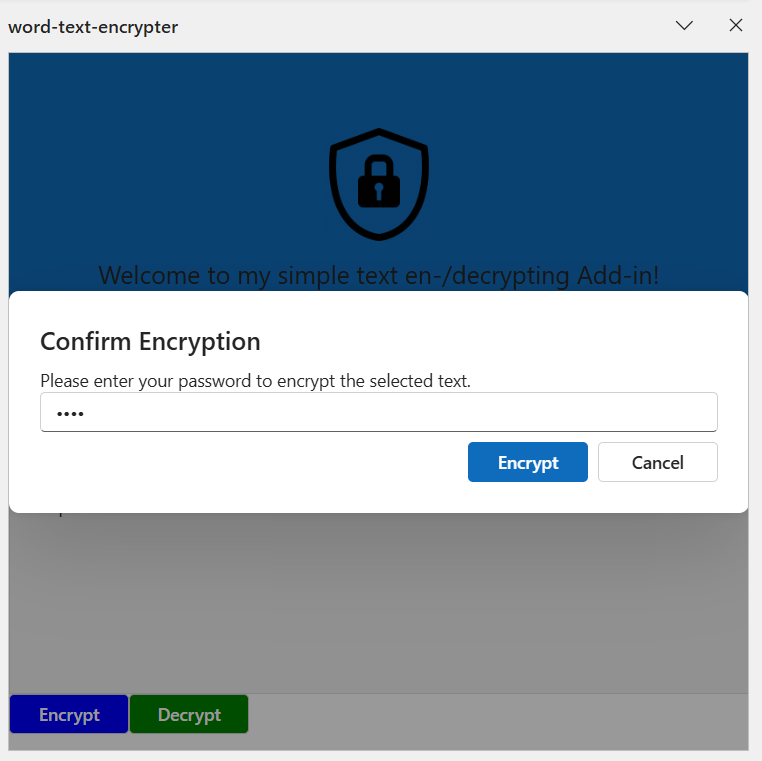 word-text-encrypter
Welcome to my simple text en-/decrypting Add-in!
Confirm Encryption
Please enter your password to encrypt the selected text.
••••
Encrypt Cancel
Encrypt Decrypt